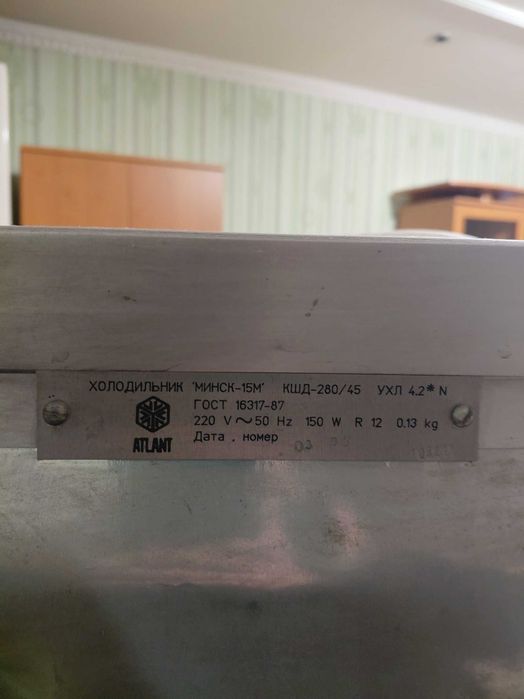 ХОЛОДИЛЬНИК "МИНСК-15М" КШД-280/45 УХЛ 4.2* N
ГОСТ 16317-87
220 V ~ 50 Hz 150 W R 12 0.13 kg
ATLANT Дата , номер 03